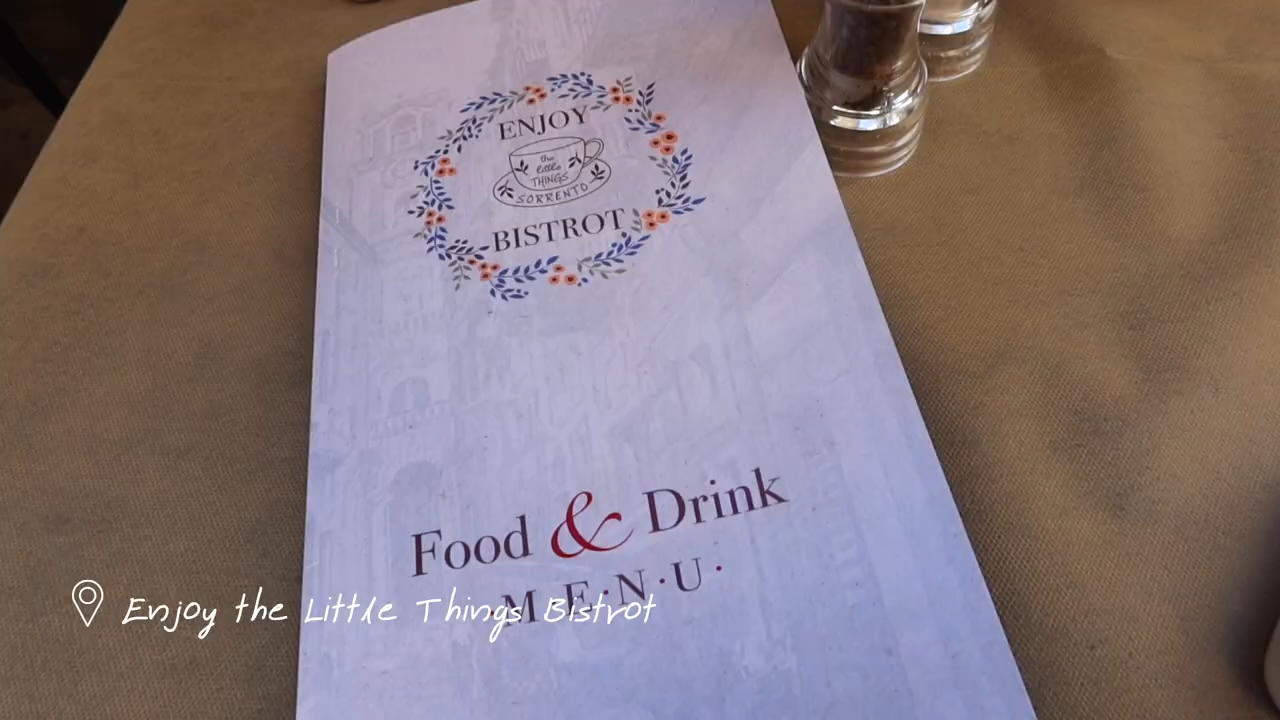 ENJOY
the
little
THINGS
SORRENTO
BISTROT
Food & Drink
·M·E·N·U·
Enjoy the Little Things Bistrot